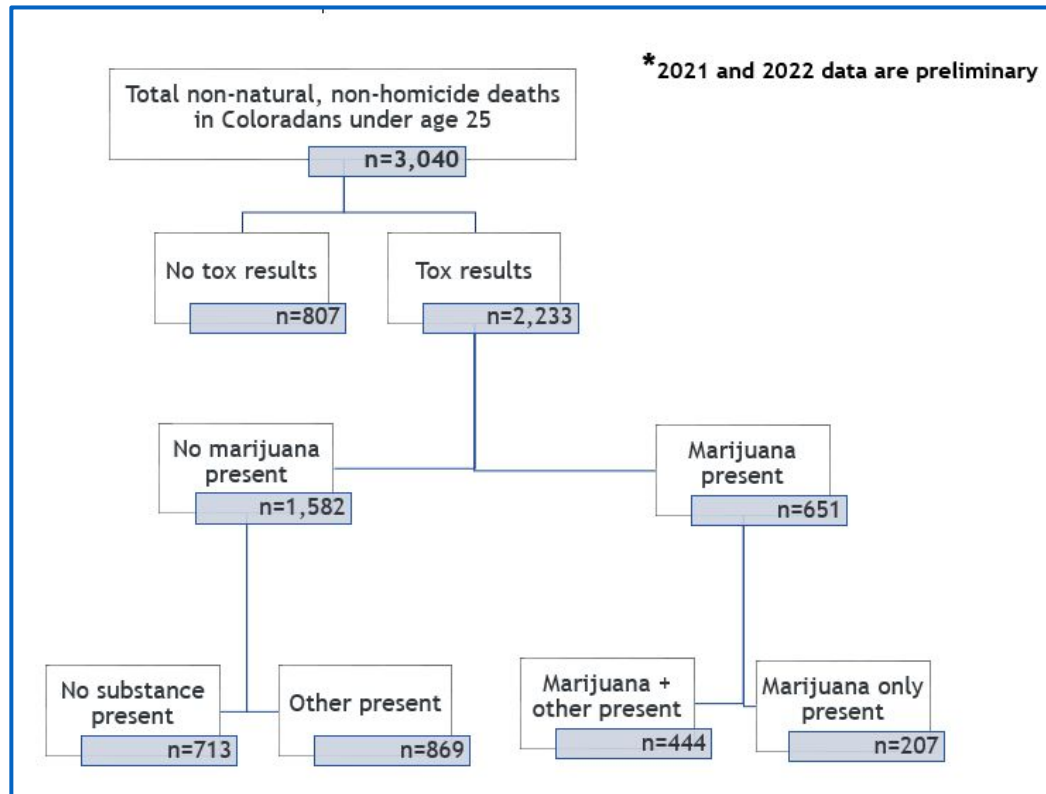 *2021 and 2022 data are preliminary
Total non-natural, non-homicide deaths
in Coloradans under age 25
n=3,040
No tox results
n=807
Tox results
n=2,233
No marijuana
present
n=1,582
Marijuana
present
n=651
No substance
present
n=713
Other present
n=869
Marijuana +
other present
n=444
Marijuana only
present
n=207